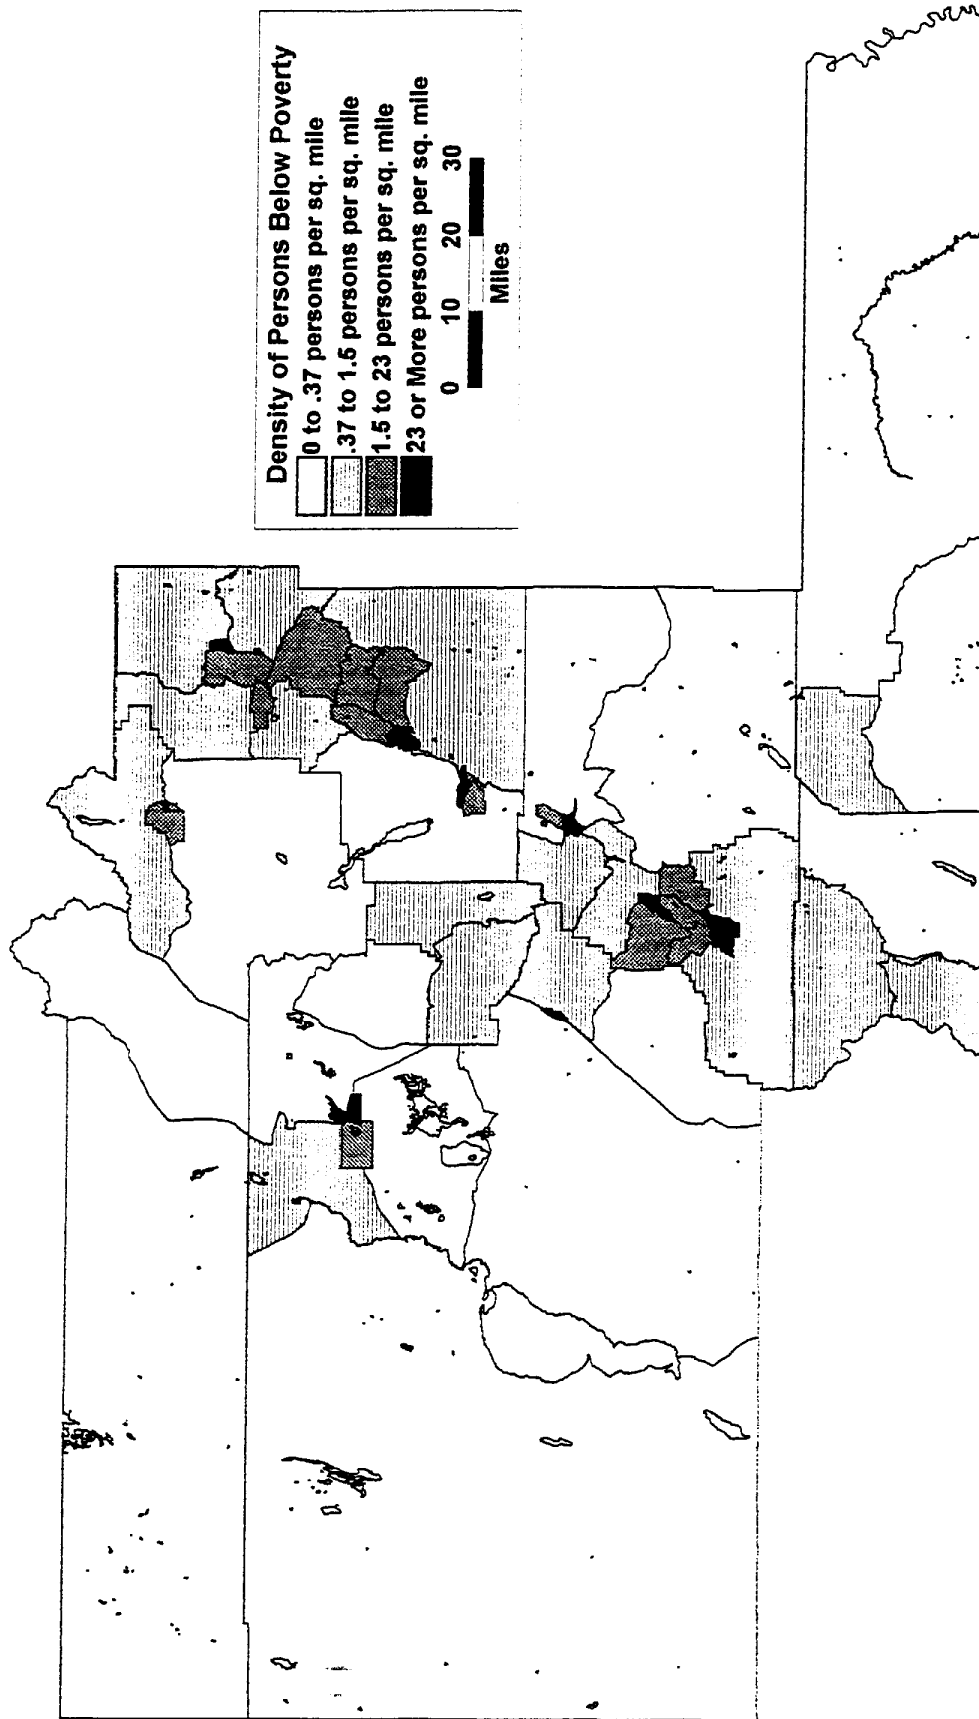 Density of Persons Below Poverty
0 to .37 persons per sq. mile
.37 to 1.5 persons per sq. mile
1.5 to 23 persons per sq. mile
23 or More persons per sq. mile
0 10 20 30
Miles